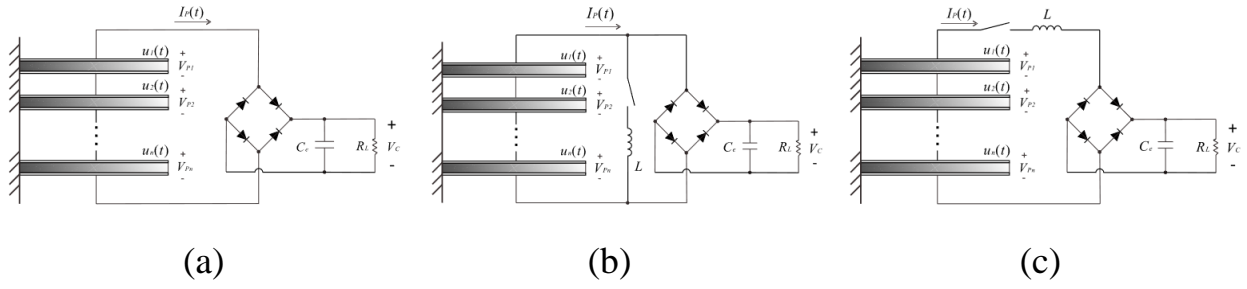 I_P(t)
u_1(t)
+
V_P1
-
u_2(t)
+
V_P2
-
u_n(t)
+
V_Pn
-
C_e
R_L
+
V_C
-
(a)
I_P(t)
u_1(t)
+
V_P1
-
u_2(t)
+
V_P2
-
u_n(t)
+
V_Pn
-
L
C_e
R_L
+
V_C
-
(b)
I_P(t)
L
u_1(t)
+
V_P1
-
u_2(t)
+
V_P2
-
u_n(t)
+
V_Pn
-
C_e
R_L
+
V_C
-
(c)